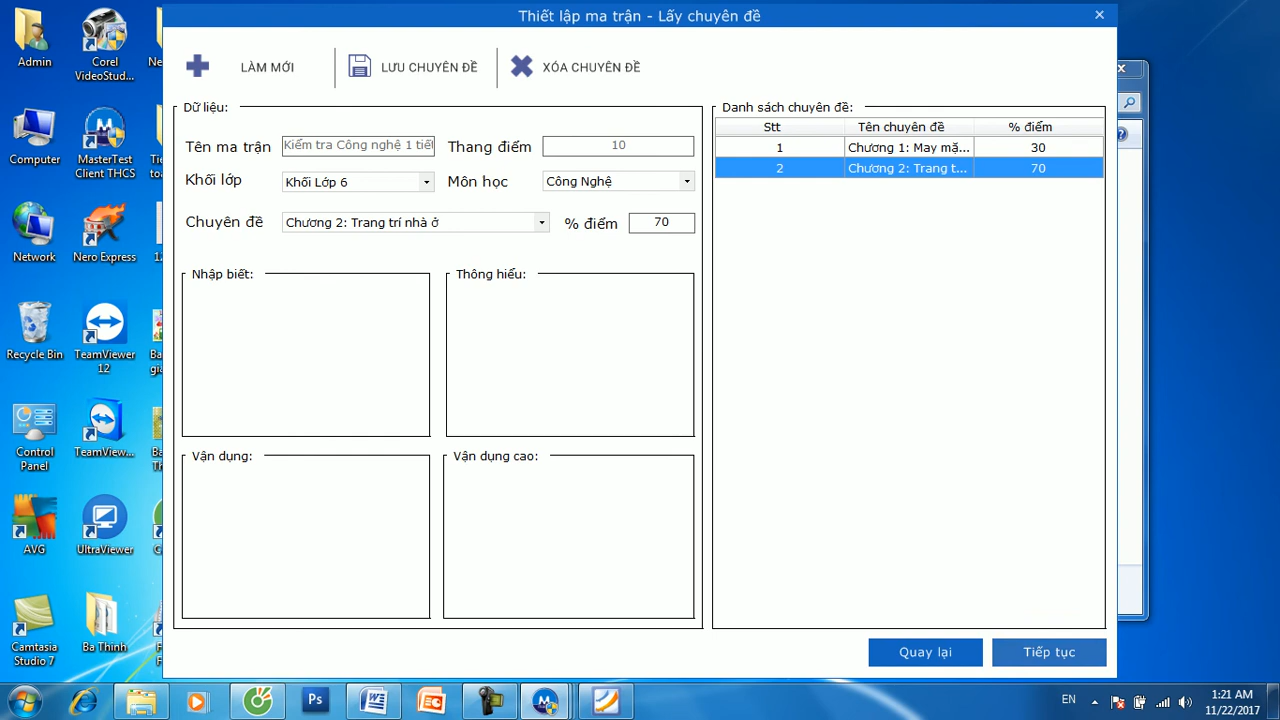 Thiết lập ma trận - Lấy chuyên đề
LÀM MỚI
LƯU CHUYÊN ĐỀ
XÓA CHUYÊN ĐỀ
Dữ liệu:
Tên ma trận
Kiểm tra Công nghệ 1 tiết
Thang điểm
10
Khối lớp
Khối Lớp 6
Môn học
Công Nghệ
Chuyên đề
Chương 2: Trang trí nhà ở
% điểm
70
Nhập biết:
Thông hiểu:
Vận dụng:
Vận dụng cao:
Danh sách chuyên đề:
Stt Tên chuyên đề % điểm
1 Chương 1: May mặ... 30
2 Chương 2: Trang t... 70
Quay lại
Tiếp tục
Admin
Corel
VideoStud...
Computer
MasterTest
Client THCS
Network
Nero Express
Recycle Bin
TeamViewer
12
Control
Panel
TeamView...
AVG
UltraViewer
Camtasia
Studio 7
Ba Thinh
EN
1:21 AM
11/22/2017